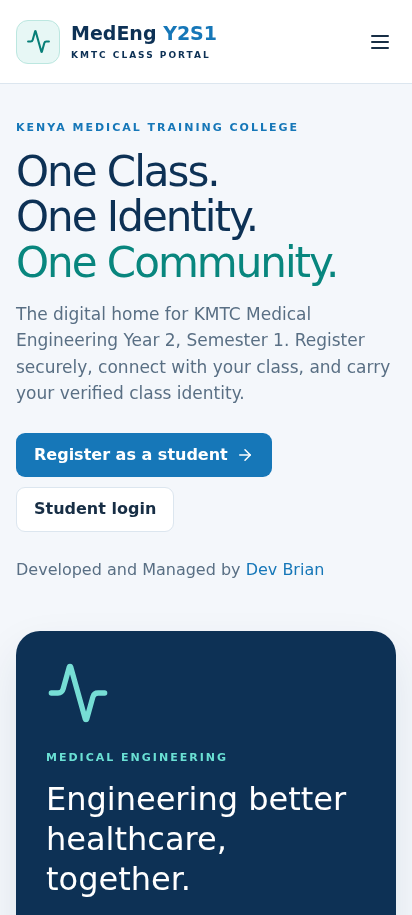 MedEng Y2S1
KMTC CLASS PORTAL
KENYA MEDICAL TRAINING COLLEGE
One Class.
One Identity.
One Community.
The digital home for KMTC Medical
Engineering Year 2, Semester 1. Register
securely, connect with your class, and carry
your verified class identity.
Register as a student →
Student login
Developed and Managed by Dev Brian
MEDICAL ENGINEERING
Engineering better
healthcare,
together.